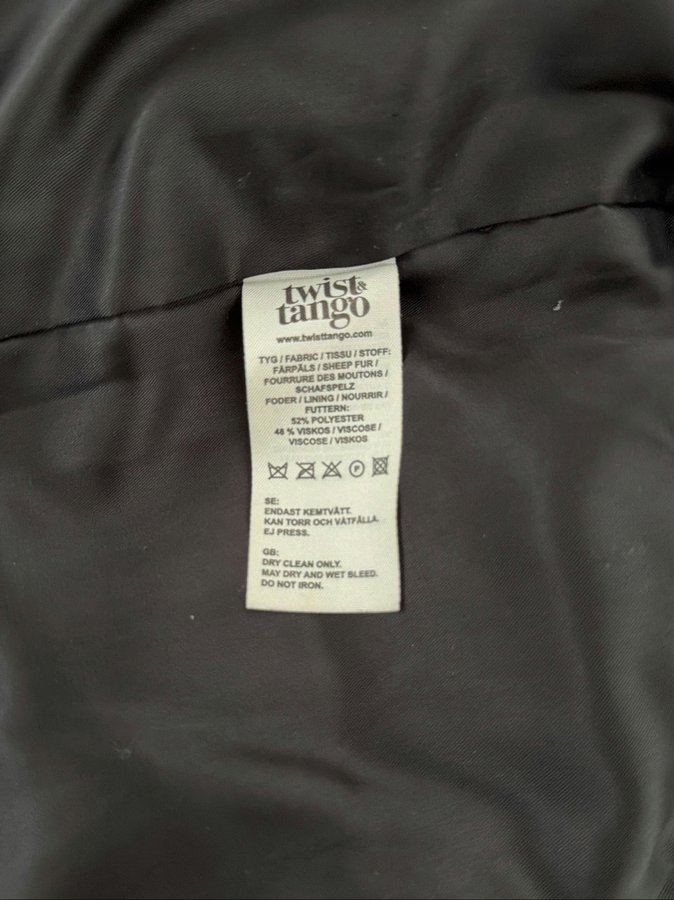 twist&
tango
www.twisttango.com
TYG / FABRIC / TISSU / STOFF:
FÅRPÄLS / SHEEP FUR /
FOURRURE DES MOUTONS /
SCHAFSPELZ
FODER / LINING / NOURRIR /
FUTTERN:
52% POLYESTER
48 % VISKOS / VISCOSE /
VISCOSE / VISKOS
P
SE:
ENDAST KEMTVÄTT.
KAN TORR OCH VÅTFÄLLA.
EJ PRESS.
GB:
DRY CLEAN ONLY.
MAY DRY AND WET BLEED.
DO NOT IRON.